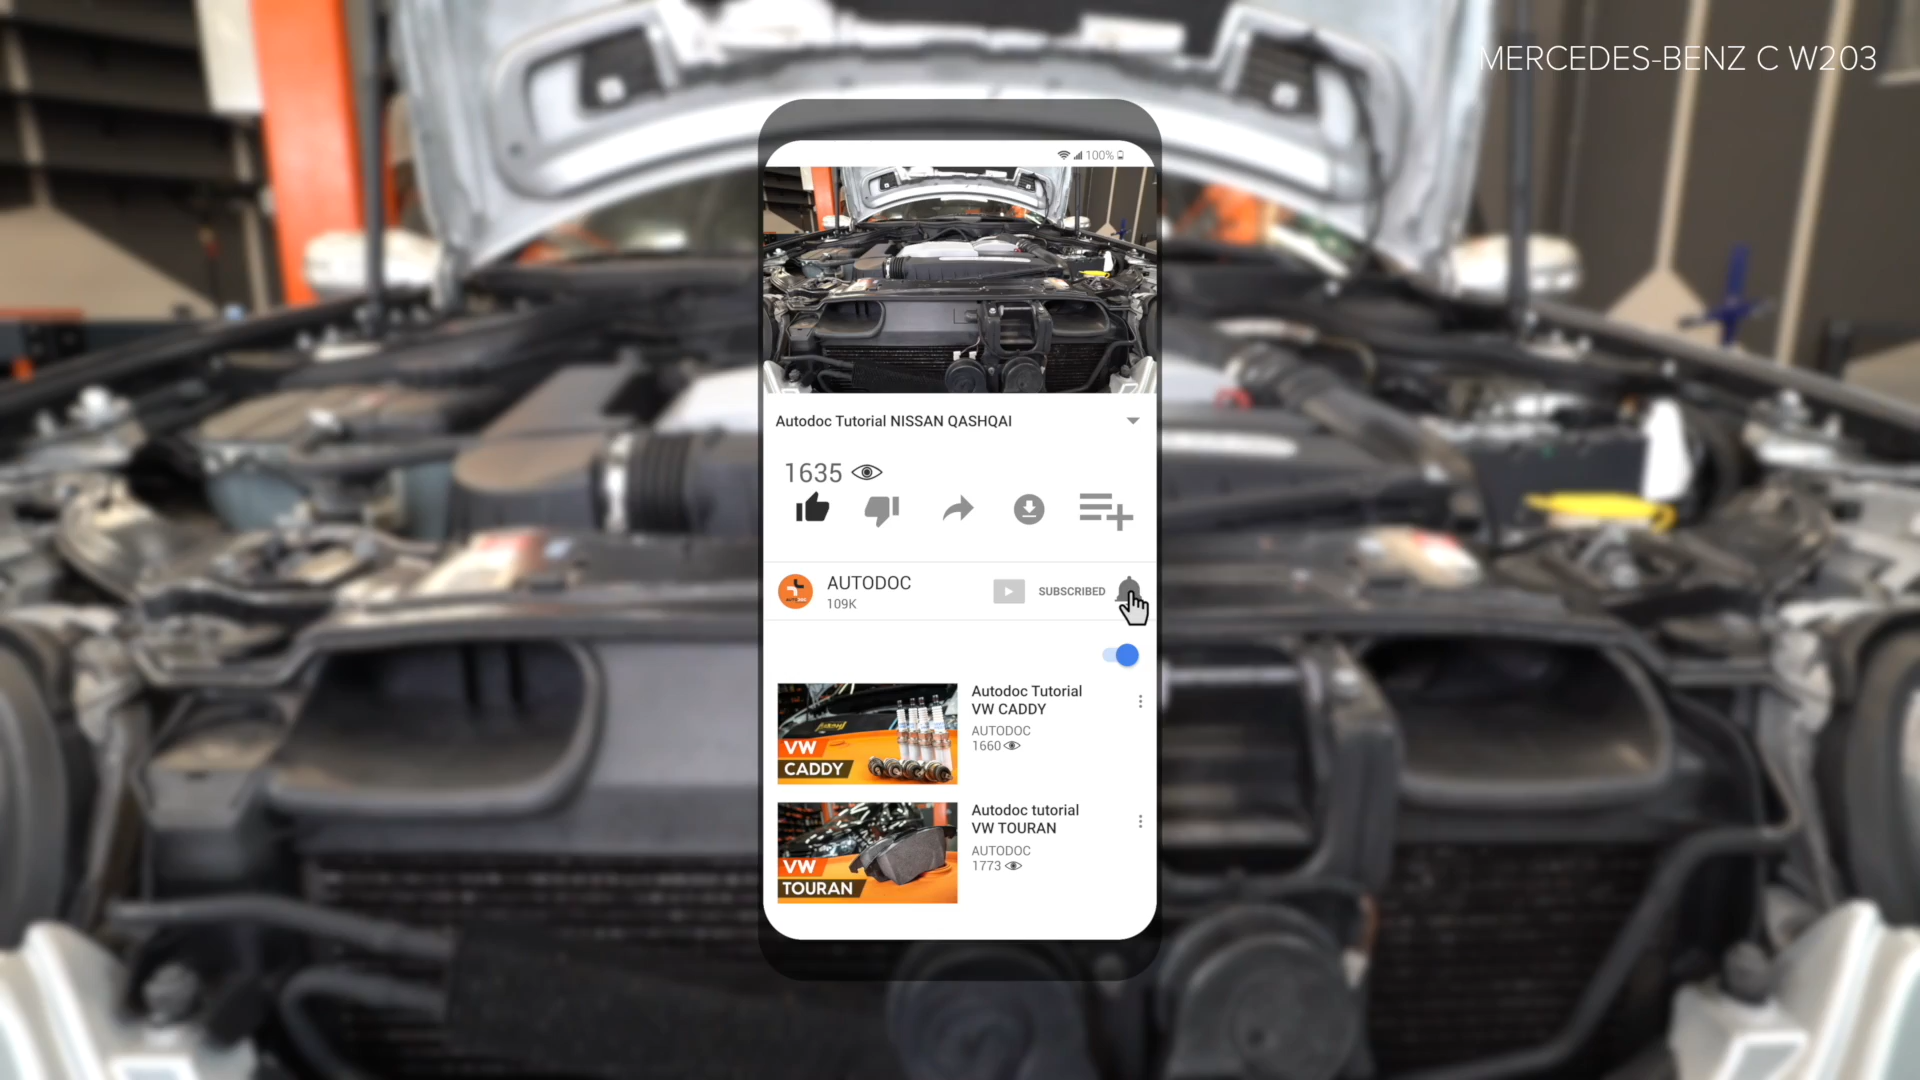 MERCEDES-BENZ C W203
100%
Autodoc Tutorial NISSAN QASHQAI
1635
AUTODOC
109K
SUBSCRIBED
VW
CADDY
Autodoc Tutorial
VW CADDY
AUTODOC
1660
VW
TOURAN
Autodoc tutorial
VW TOURAN
AUTODOC
1773